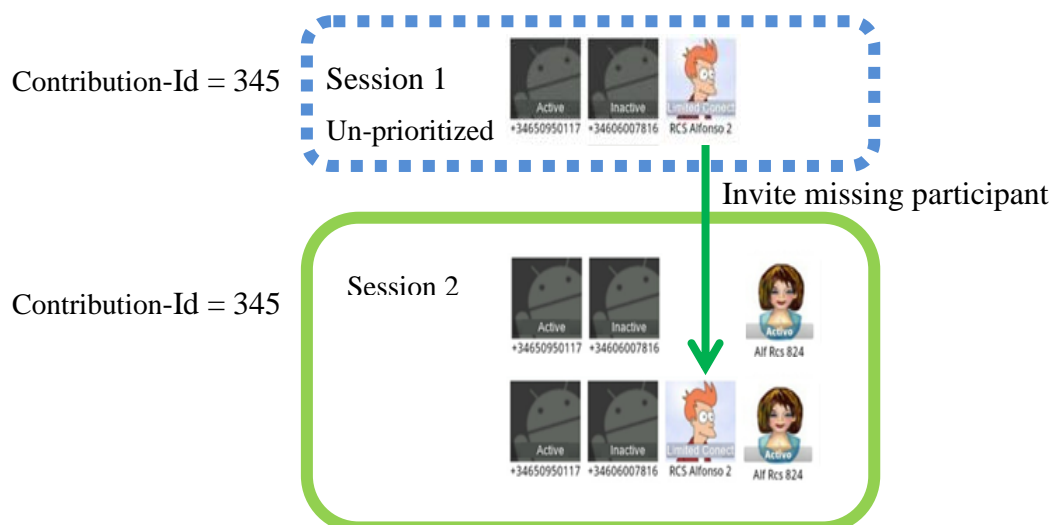 Contribution-Id = 345
Session 1
Un-prioritized
Active
Inactive
Limited Conect
+34650950117
+34606007816
RCS Alfonso 2
Invite missing participant
Contribution-Id = 345
Session 2
Active
Inactive
Activo
+34650950117
+34606007816
Alf Rcs 824
Active
Inactive
Limited Conect
Activo
+34650950117
+34606007816
RCS Alfonso 2
Alf Rcs 824